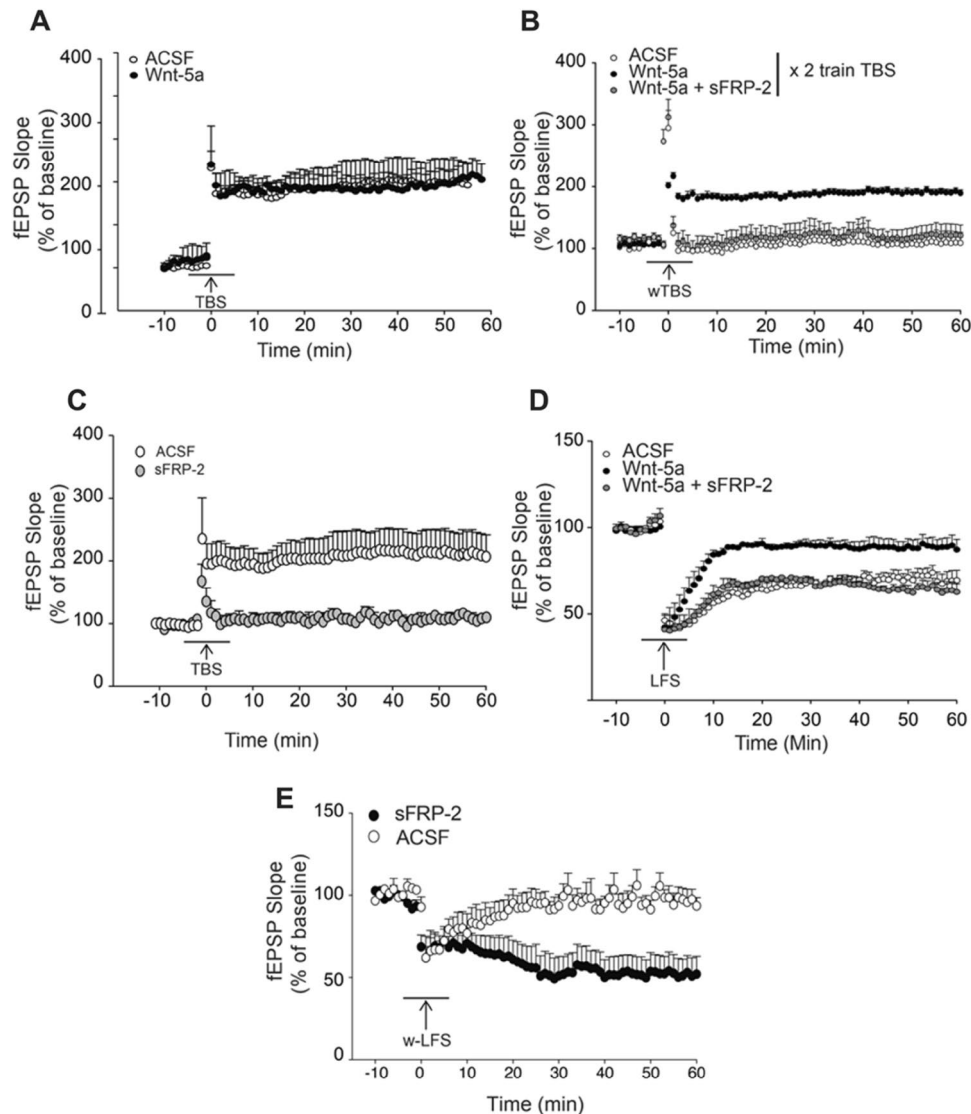 A
ACSF
Wnt-5a
fEPSP Slope
(% of baseline)
400
300
200
100
0
TBS
-10 0 10 20 30 40 50 60
Time (min)
B
ACSF
Wnt-5a
Wnt-5a + sFRP-2
x 2 train TBS
fEPSP Slope
(% of baseline)
400
300
200
100
0
wTBS
-10 0 10 20 30 40 50 60
Time (min)
C
ACSF
sFRP-2
fEPSP Slope
(% of baseline)
400
300
200
100
0
TBS
-10 0 10 20 30 40 50 60
Time (min)
D
ACSF
Wnt-5a
Wnt-5a + sFRP-2
fEPSP Slope
(% of baseline)
150
100
50
0
LFS
-10 0 10 20 30 40 50 60
Time (Min)
E
sFRP-2
ACSF
fEPSP Slope
(% of baseline)
150
100
50
0
w-LFS
-10 0 10 20 30 40 50 60
Time (min)